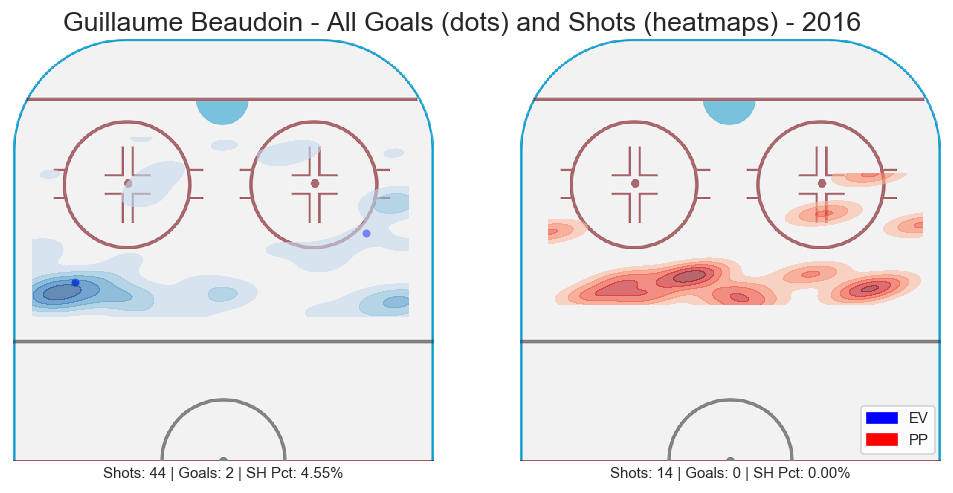 Guillaume Beaudoin - All Goals (dots) and Shots (heatmaps) - 2016
EV
PP
Shots: 44 | Goals: 2 | SH Pct: 4.55%
Shots: 14 | Goals: 0 | SH Pct: 0.00%